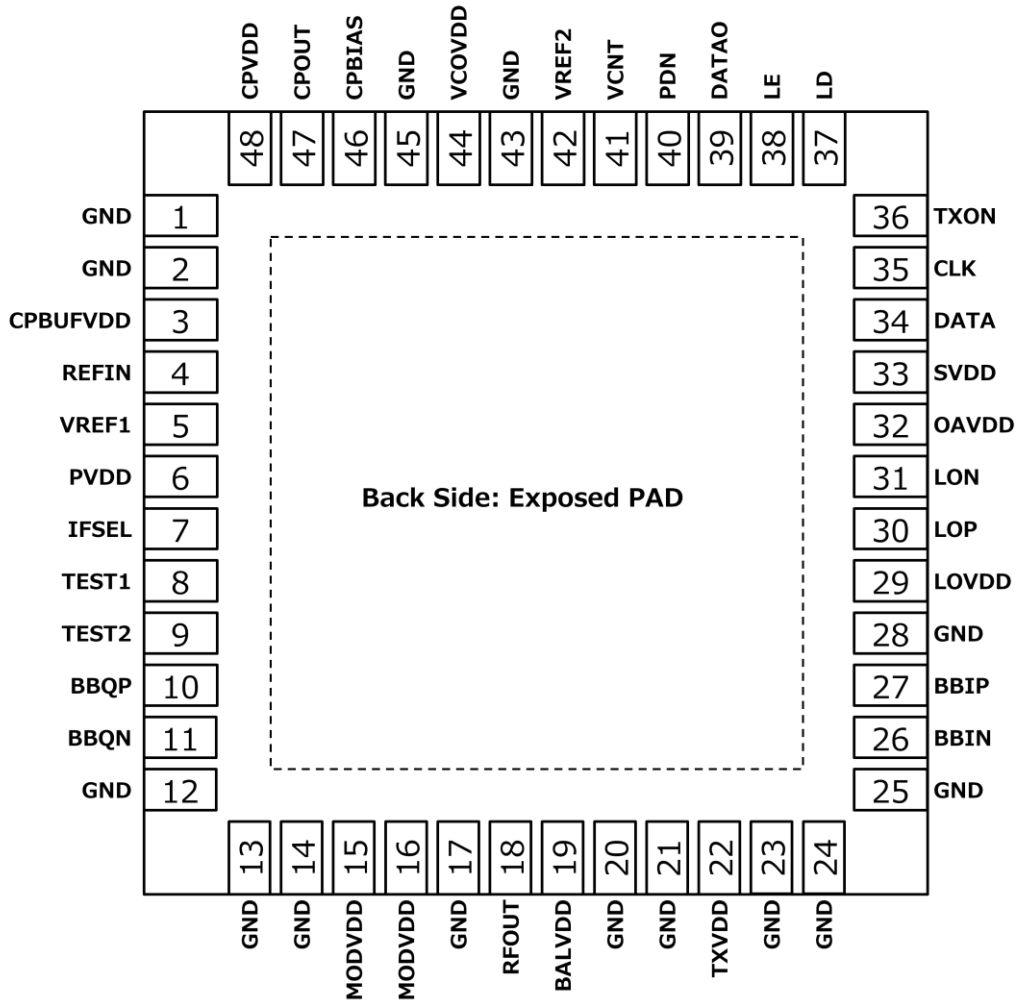 CPVDD
CPOUT
CPBIAS
GND
VCOVDD
GND
VREF2
VCNT
PDN
DATAO
LE
LD
48
47
46
45
44
43
42
41
40
39
38
37
GND 1
36 TXON
GND 2
35 CLK
CPBUFVDD 3
34 DATA
REFIN 4
33 SVDD
VREF1 5
32 OAVDD
PVDD 6
31 LON
Back Side: Exposed PAD
IFSEL 7
30 LOP
TEST1 8
29 LOVDD
TEST2 9
28 GND
BBQP 10
27 BBIP
BBQN 11
26 BBIN
GND 12
25 GND
13
14
15
16
17
18
19
20
21
22
23
24
GND
GND
MODVDD
MODVDD
GND
RFOUT
BALVDD
GND
GND
TXVDD
GND
GND